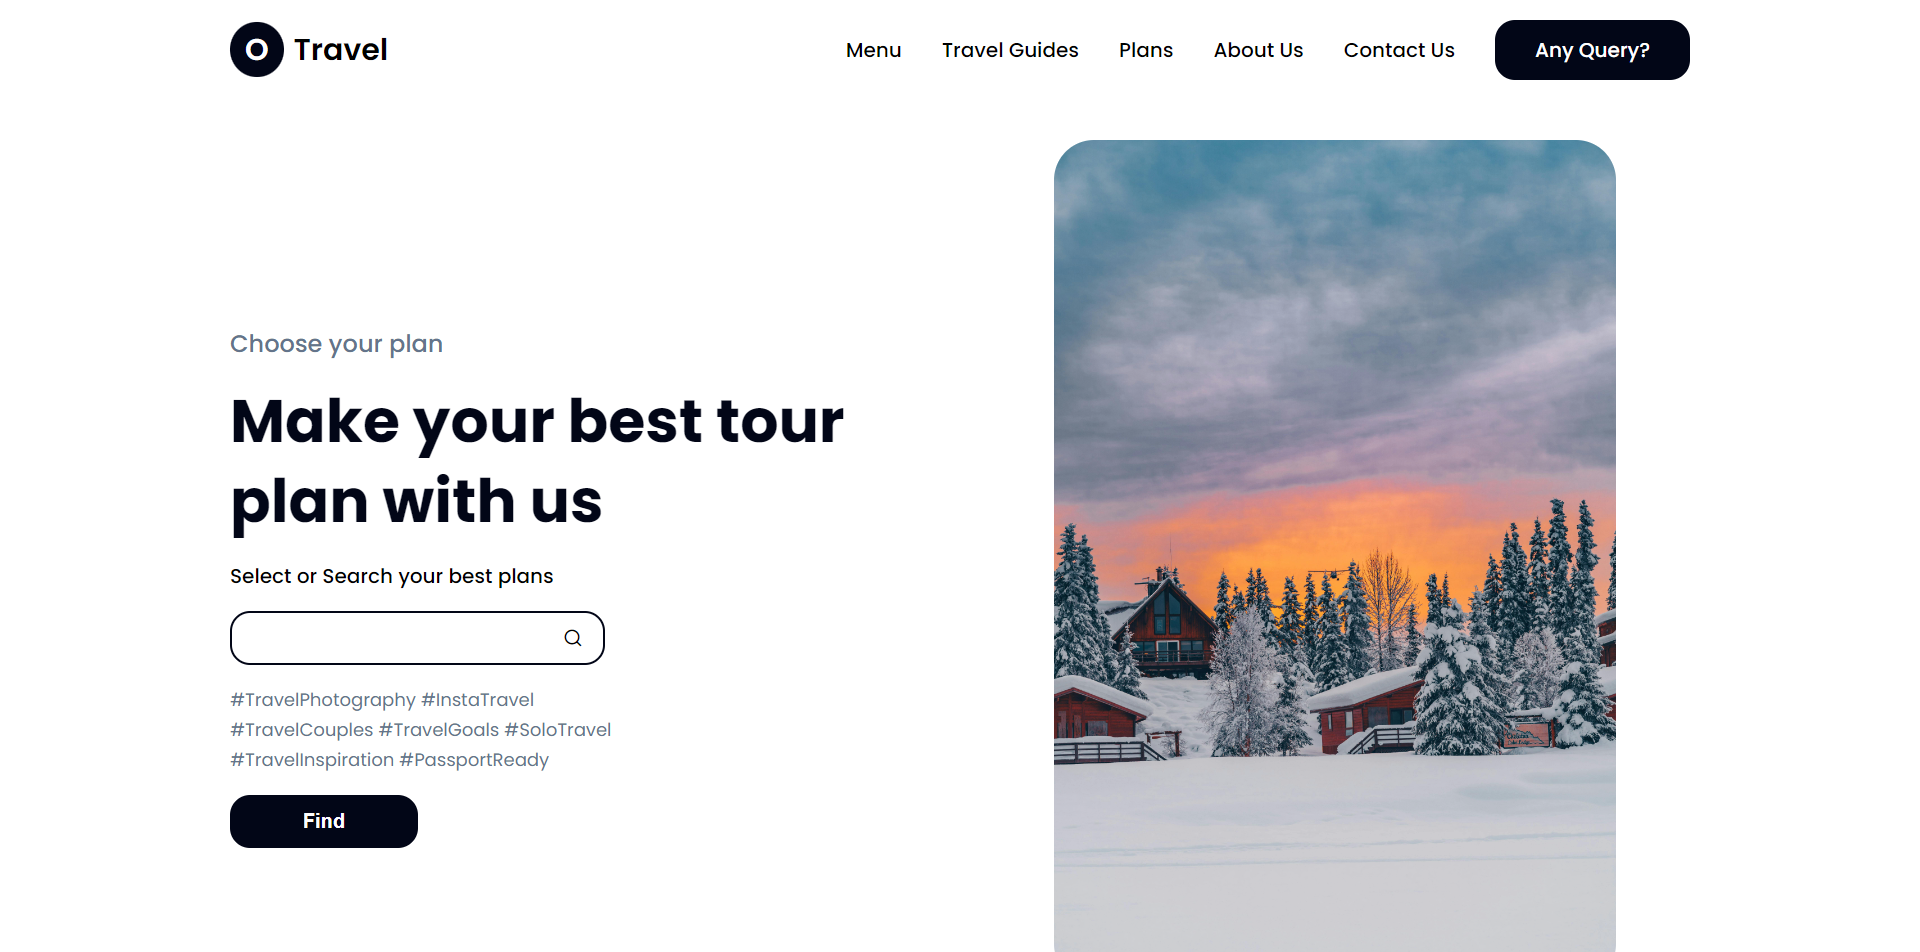 O Travel
Menu Travel Guides Plans About Us Contact Us Any Query?
Choose your plan
Make your best tour
plan with us
Select or Search your best plans
#TravelPhotography #InstaTravel
#TravelCouples #TravelGoals #SoloTravel
#TravelInspiration #PassportReady
Find